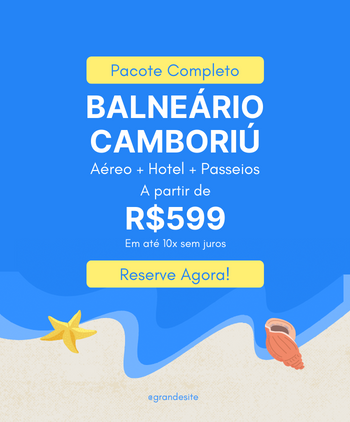 Pacote Completo
BALNEÁRIO
CAMBORIÚ
Aéreo + Hotel + Passeios
A partir de
R$599
Em até 10x sem juros
Reserve Agora!
#grandesite